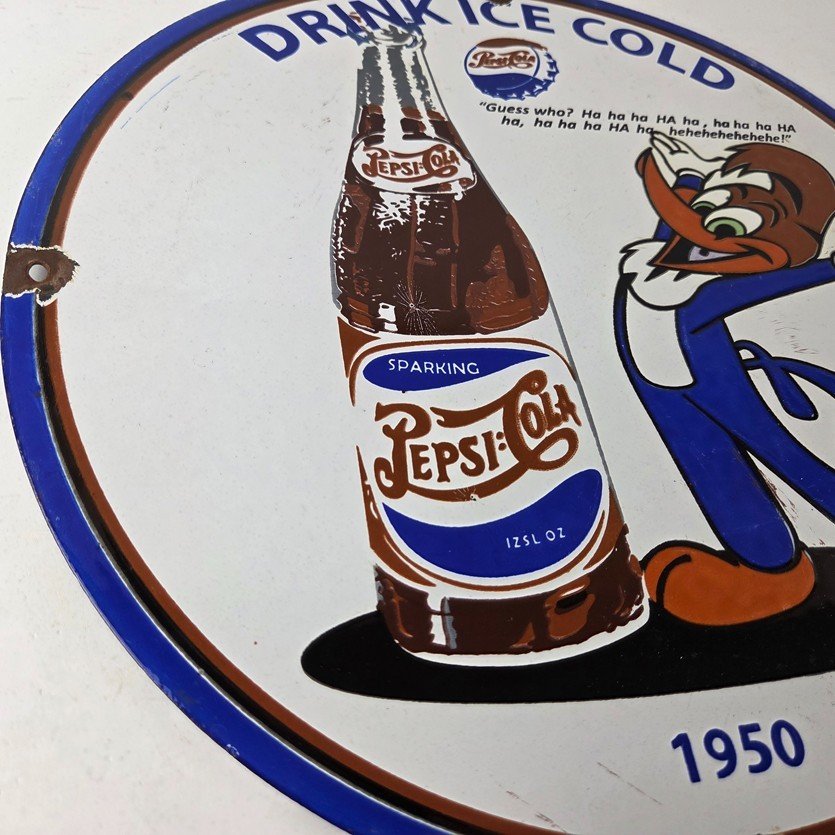 DRINK ICE COLD
PEPSI:COLA
"Guess who? Ha ha ha HA ha, ha ha ha HA
ha, ha ha ha HA ha, hehehehehehehe!"
PEPSI:COLA
SPARKING
PEPSI:COLA
IZSL OZ
1950